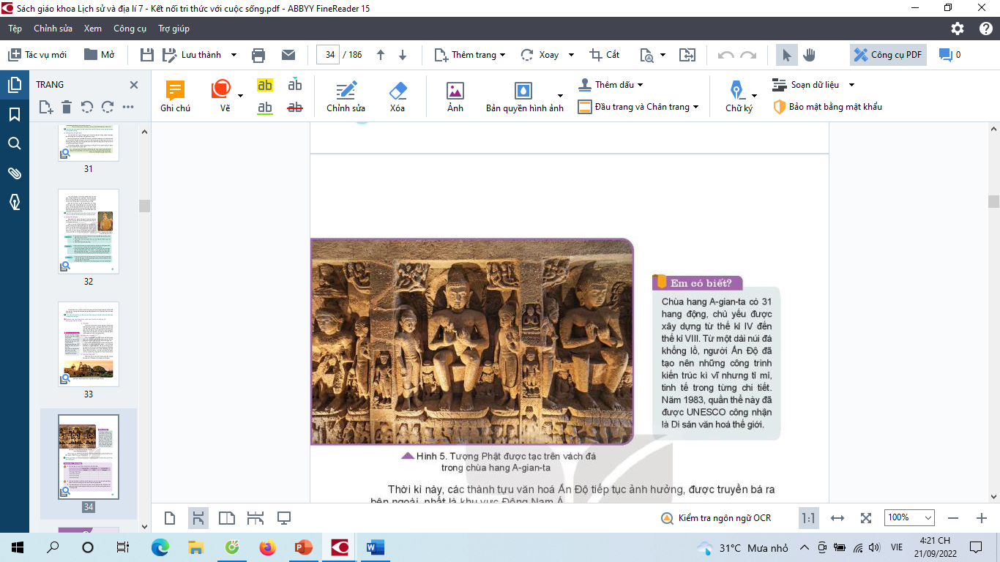 Sách giáo khoa Lịch sử và địa lí 7 - Kết nối tri thức với cuộc sống.pdf - ABBYY FineReader 15
Tệp Chỉnh sửa Xem Công cụ Trợ giúp
Tác vụ mới Mở Lưu thành 34 / 186 Thêm trang Xoay Cắt Công cụ PDF 0
TRANG
Ghi chú Vẽ ab ab ab ab Chỉnh sửa Xóa Ảnh Bản quyền hình ảnh Thêm dấu Đầu trang và Chân trang Chữ ký Soạn dữ liệu Bảo mật bằng mật khẩu
31
32
33
34
Em có biết?
Chùa hang A-gian-ta có 31
hang động, chủ yếu được
xây dựng từ thế kỉ IV đến
thế kỉ VIII. Từ một dải núi đá
khổng lồ, người Ấn Độ đã
tạo nên những công trình
kiến trúc kì vĩ nhưng tỉ mỉ,
tinh tế trong từng chi tiết.
Năm 1983, quần thể này đã
được UNESCO công nhận
là Di sản văn hoá thế giới.
Hình 5. Tượng Phật được tạc trên vách đá
trong chùa hang A-gian-ta
Thời kì này, các thành tựu văn hoá Ấn Độ tiếp tục ảnh hưởng, được truyền bá ra
bên ngoài, nhất là khu vực Đông Nam Á
Kiểm tra ngôn ngữ OCR 1:1 100%
31°C Mưa nhỏ VIE 4:21 CH
21/09/2022